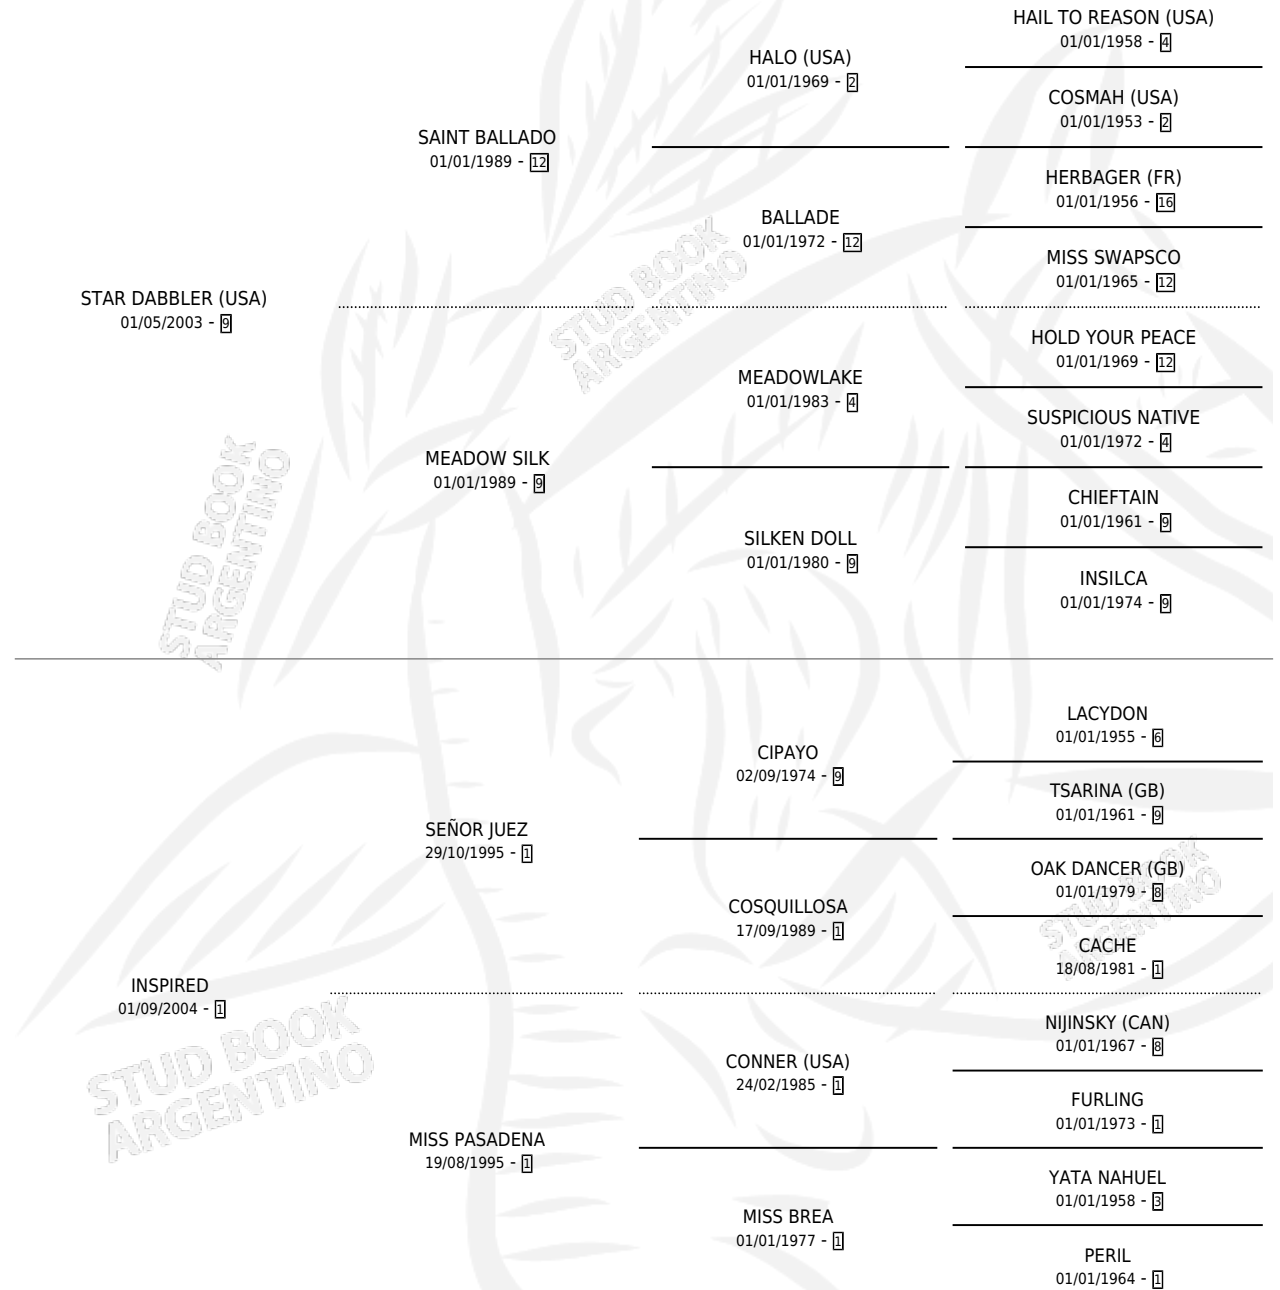 HAIL TO REASON (USA)
01/01/1958 - 4
HALO (USA)
01/01/1969 - 2
COSMAH (USA)
01/01/1953 - 2
SAINT BALLADO
01/01/1989 - 12
HERBAGER (FR)
01/01/1956 - 16
BALLADE
01/01/1972 - 12
MISS SWAPSCO
01/01/1965 - 12
STAR DABBLER (USA)
01/05/2003 - 9
STUD BOOK
ARGENTINO
HOLD YOUR PEACE
01/01/1969 - 12
MEADOWLAKE
01/01/1983 - 4
SUSPICIOUS NATIVE
01/01/1972 - 4
MEADOW SILK
01/01/1989 - 9
CHIEFTAIN
01/01/1961 - 9
SILKEN DOLL
01/01/1980 - 9
INSILCA
01/01/1974 - 9
STUD BOOK
ARGENTINO
LACYDON
01/01/1955 - 6
CIPAYO
02/09/1974 - 9
TSARINA (GB)
01/01/1961 - 9
SEÑOR JUEZ
29/10/1995 - 1
OAK DANCER (GB)
01/01/1979 - 8
COSQUILLOSA
17/09/1989 - 1
STUD BOOK
ARGENTINO
CACHE
18/08/1981 - 1
INSPIRED
01/09/2004 - 1
NIJINSKY (CAN)
01/01/1967 - 8
CONNER (USA)
24/02/1985 - 1
STUD BOOK
ARGENTINO
FURLING
01/01/1973 - 1
MISS PASADENA
19/08/1995 - 1
YATA NAHUEL
01/01/1958 - 3
MISS BREA
01/01/1977 - 1
PERIL
01/01/1964 - 1